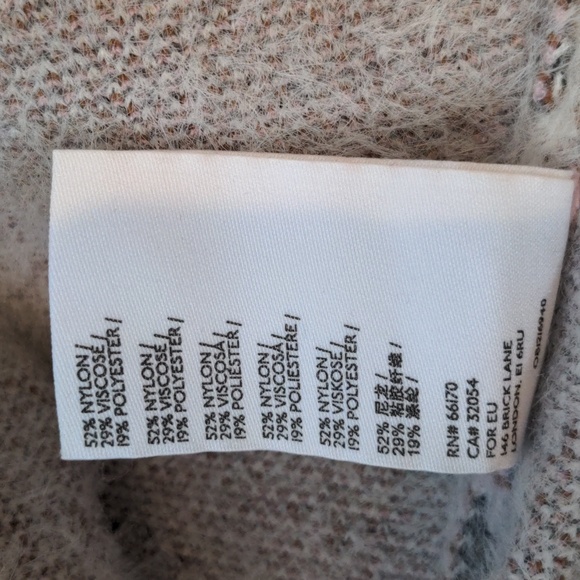 52% NYLON/
29% VISCOSE/
19% POLYESTER/
52% NYLON/
29% VISCOSE/
19% POLYESTER/
52% NYLON/
29% VISCOSA/
19% POLIESTER/
52% NYLON/
29% VISCOSA/
19% POLIESTERE/
52% NYLON/
29% VISKOSE/
19% POLYESTER/
52% 尼龙/
29% 粘胶纤维/
19% 涤纶/
RN# 66170
CA# 32054
FOR EU
146 BRICK LANE
LONDON, E1 6RU